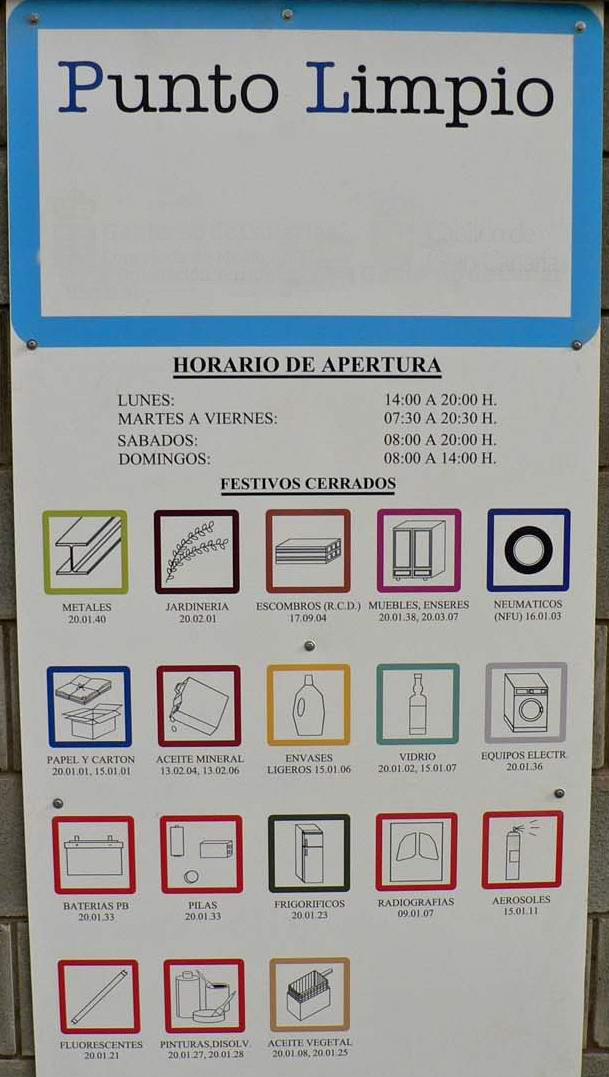 Punto Limpio
HORARIO DE APERTURA
LUNES: 14:00 A 20:00 H.
MARTES A VIERNES: 07:30 A 20:30 H.
SABADOS: 08:00 A 20:00 H.
DOMINGOS: 08:00 A 14:00 H.
FESTIVOS CERRADOS
METALES
20.01.40
JARDINERIA
20.02.01
ESCOMBROS (R.C.D.)
17.09.04
MUEBLES, ENSERES
20.01.38, 20.03.07
NEUMATICOS
(NFU) 16.01.03
PAPEL Y CARTON
20.01.01, 15.01.01
ACEITE MINERAL
13.02.04, 13.02.06
ENVASES
LIGEROS 15.01.06
VIDRIO
20.01.02, 15.01.07
EQUIPOS ELECTR.
20.01.36
BATERIAS PB
20.01.33
PILAS
20.01.33
FRIGORIFICOS
20.01.23
RADIOGRAFIAS
09.01.07
AEROSOLES
15.01.11
FLUORESCENTES
20.01.21
PINTURAS,DISOLV.
20.01.27, 20.01.28
ACEITE VEGETAL
20.01.08, 20.01.25